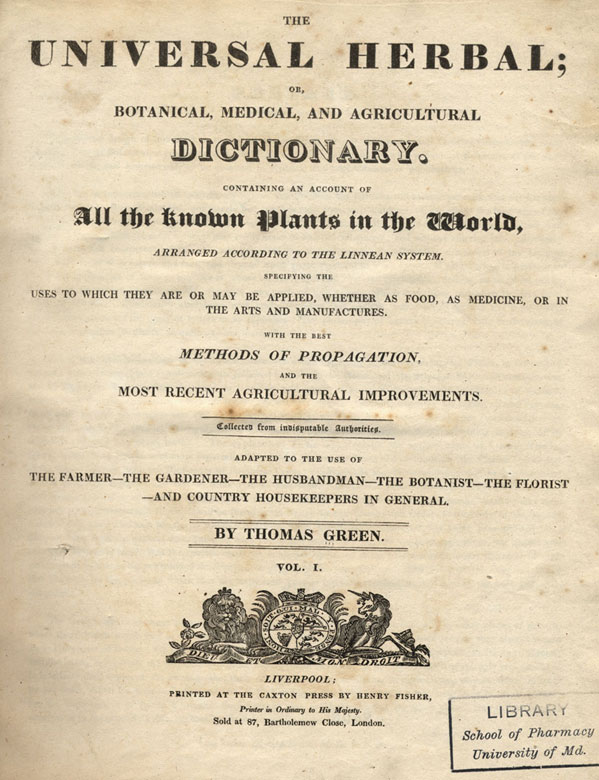 THE
UNIVERSAL HERBAL;
OR,
BOTANICAL, MEDICAL, AND AGRICULTURAL
DICTIONARY.
CONTAINING AN ACCOUNT OF
All the known Plants in the World,
ARRANGED ACCORDING TO THE LINNEAN SYSTEM.
SPECIFYING THE
USES TO WHICH THEY ARE OR MAY BE APPLIED, WHETHER AS FOOD, AS MEDICINE, OR IN
THE ARTS AND MANUFACTURES.
WITH THE BEST
METHODS OF PROPAGATION,
AND THE
MOST RECENT AGRICULTURAL IMPROVEMENTS.
Collected from indisputable Authorities.
ADAPTED TO THE USE OF
THE FARMER—THE GARDENER—THE HUSBANDMAN—THE BOTANIST—THE FLORIST
—AND COUNTRY HOUSEKEEPERS IN GENERAL.
BY THOMAS GREEN.
VOL. I.
DIEU ET MON DROIT
LIVERPOOL;
PRINTED AT THE CAXTON PRESS BY HENRY FISHER,
Printer in Ordinary to His Majesty.
Sold at 87, Bartholemew Close, London.
LIBRARY
School of Pharmacy
University of Md.